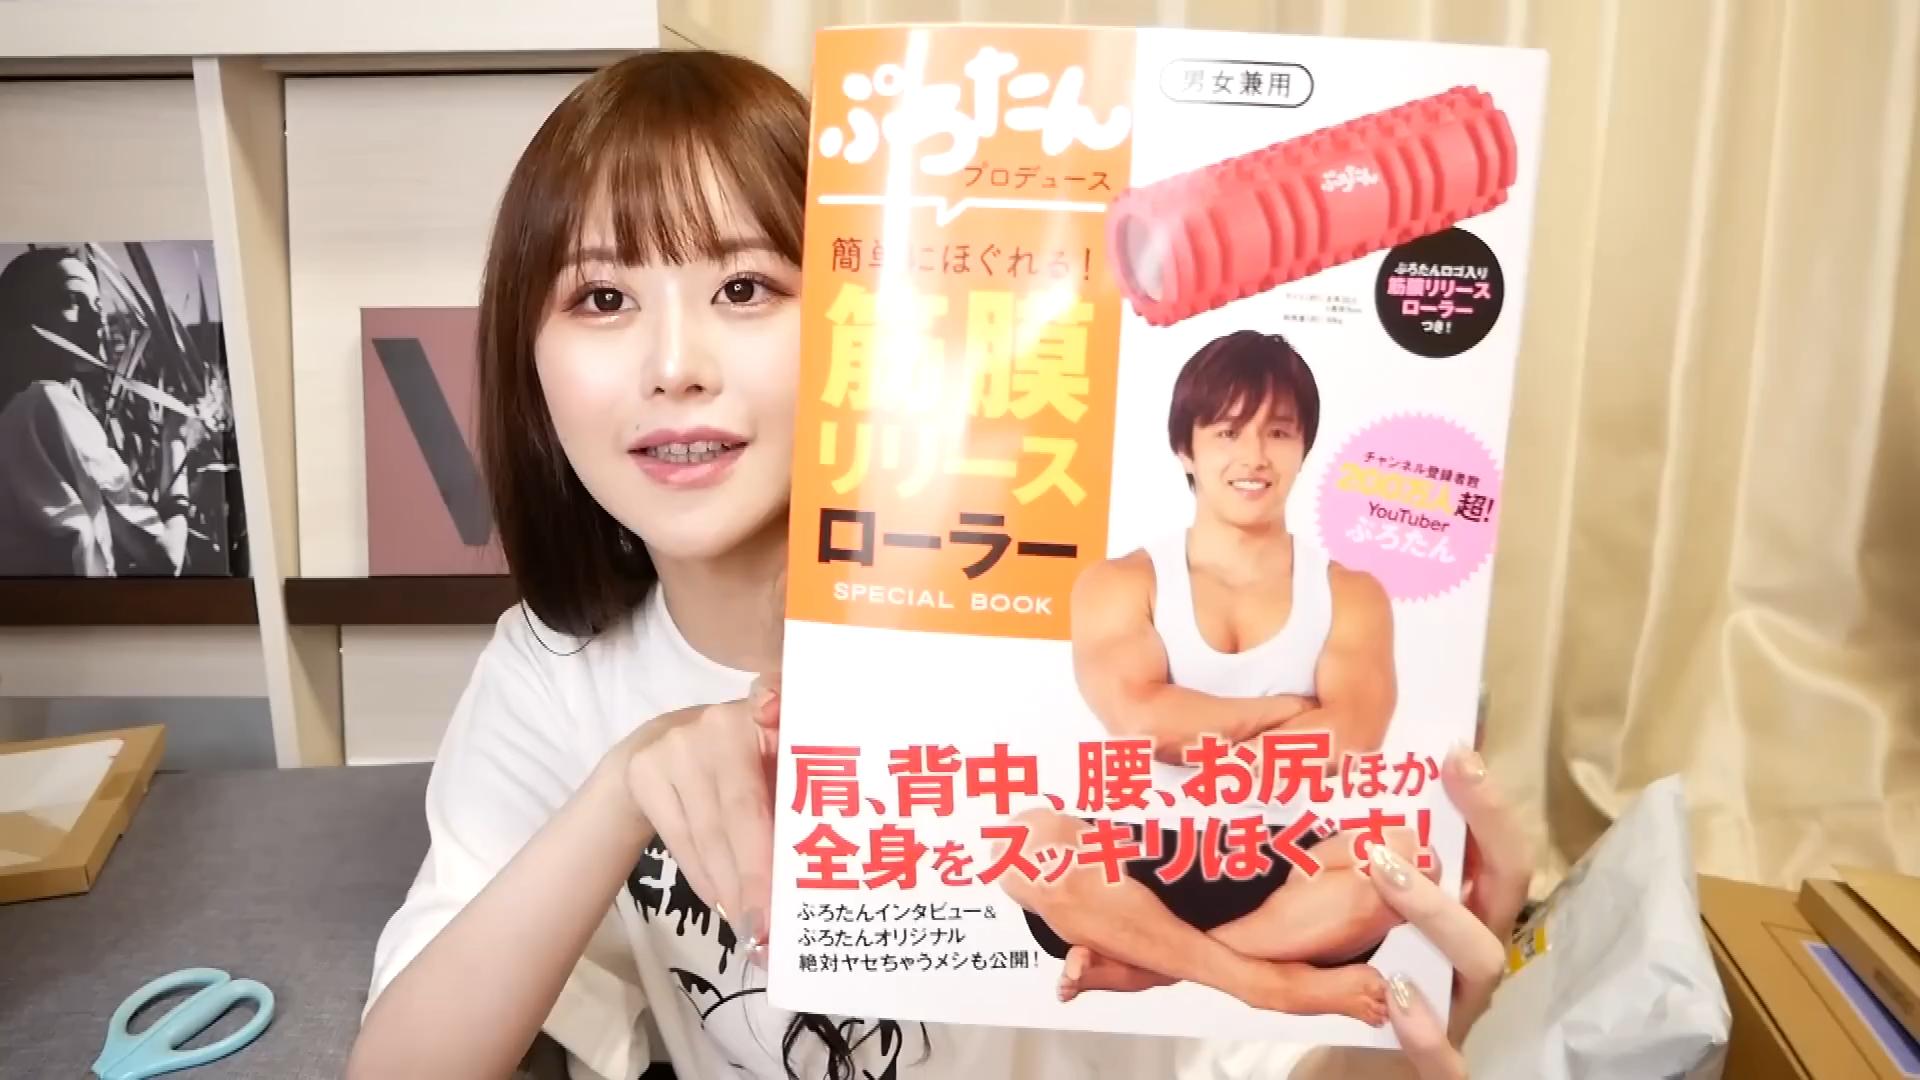 ぷろたん
プロデュース
簡単にほぐれる!
筋膜
リリース
ローラー
SPECIAL BOOK
男女兼用
ぷろたん
ぷろたんロゴ入り
筋膜リリース
ローラー
つき!
チャンネル登録者数
200万人超!
YouTuber
ぷろたん
肩、背中、腰、お尻ほか
全身をスッキリほぐす!
ぷろたんインタビュー&
ぷろたんオリジナル
絶対ヤセちゃうメシも公開!